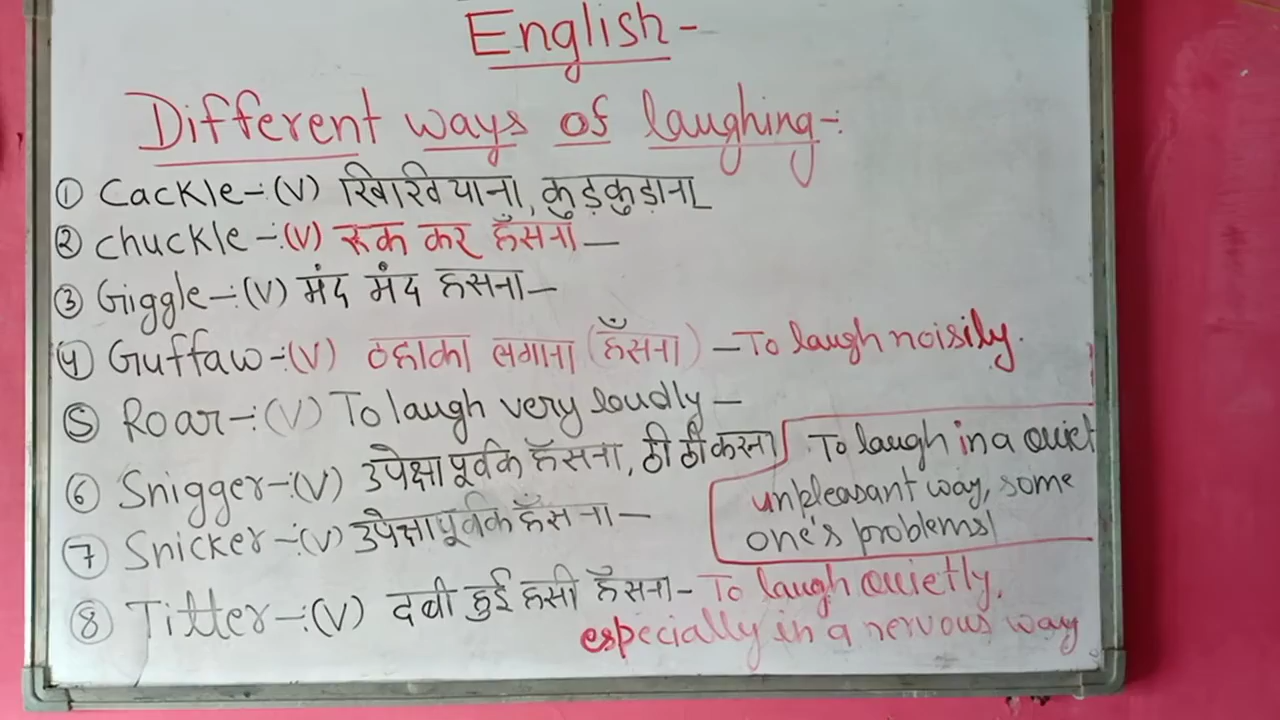 English-
Different ways of laughing-:
① Cackle-:(V) खिखियाना, कुड़कुड़ाना
② chuckle-:(V) रूक कर हँसना—
③ Giggle-:(V) मंद मंद हसना—
④ Guffaw-:(V) ठहाका लगाना (हँसना) —To laugh noisily.
⑤ Roar-:(V) To laugh very loudly—
⑥ Snigger-:(V) उपेक्षापूर्वक हँसना, ठी ठी करना To laugh in a quiet
unpleasant way, some
one's problems
⑦ Snicker-:(V) उपेक्षापूर्वक हँसना—
⑧ Titter-:(V) दबी हुई हसी हँसना- To laugh quietly,
especially in a nervous way